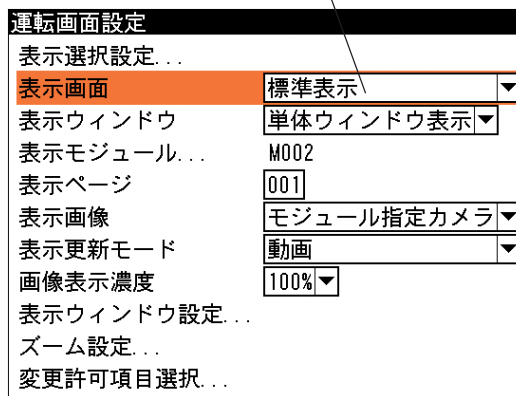 運転画面設定
表示選択設定...
表示画面 標準表示
表示ウィンドウ 単体ウィンドウ表示
表示モジュール... M002
表示ページ 001
表示画像 モジュール指定カメラ
表示更新モード 動画
画像表示濃度 100%
表示ウィンドウ設定...
ズーム設定...
変更許可項目選択...